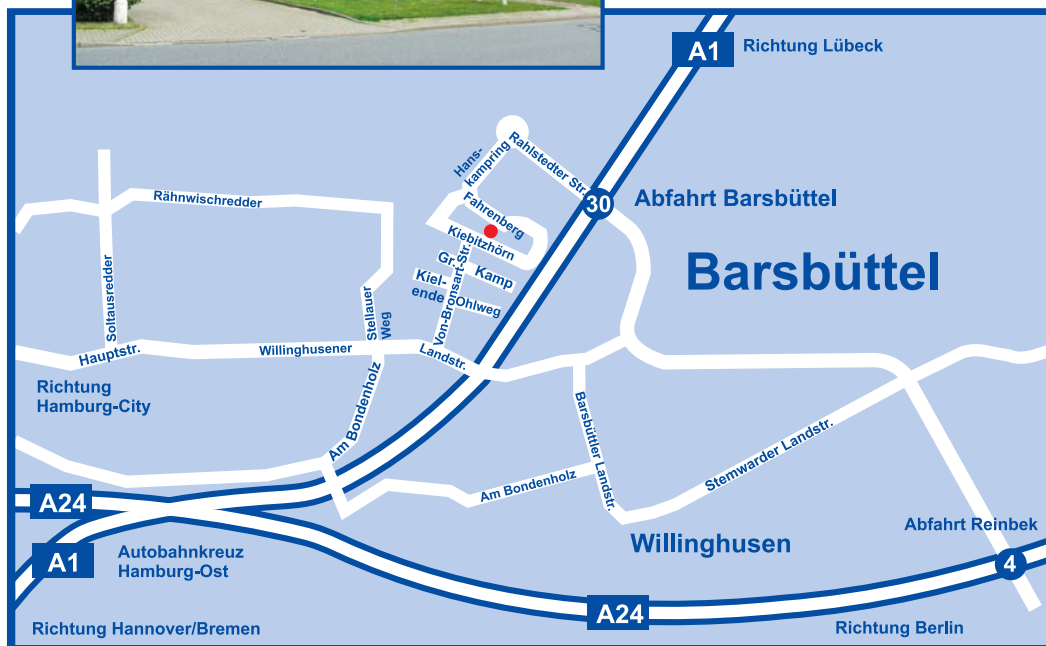 A1
Richtung Lübeck
Rahlstedter Str.
Hans-
kampring
30
Abfahrt Barsbüttel
Rähnwischredder
Fahrenberg
Kiebitzhörn
Gr. Kamp
Kiel-
ende
Ohlweg
Von-Bronsart-Str.
Barsbüttel
Soltausredder
Stellauer
Weg
Hauptstr.
Willinghusener
Landstr.
Richtung
Hamburg-City
Am Bondenholz
Barsbüttler Landstr.
Stemwarder Landstr.
Am Bondenholz
A24
A1
Autobahnkreuz
Hamburg-Ost
Willinghusen
Abfahrt Reinbek
4
A24
Richtung Hannover/Bremen
Richtung Berlin